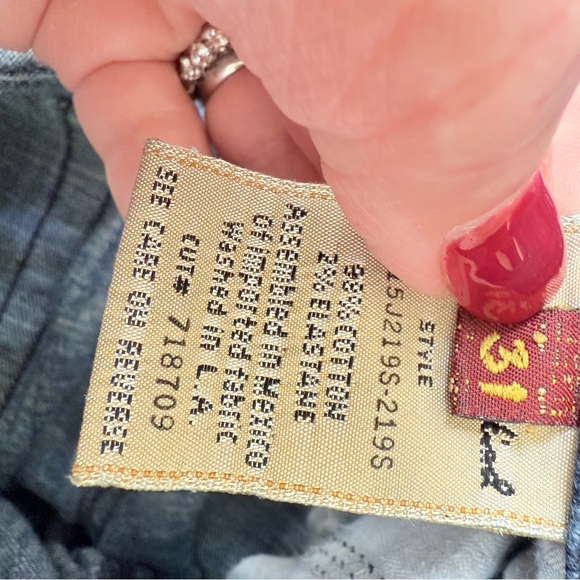 31
STYLE
15J219S-219S
98% COTTON
2% ELASTANE
Assembled in Mexico
of imported fabric
Washed in L.A.
CUT# 718709
SEE CARE ON REVERSE